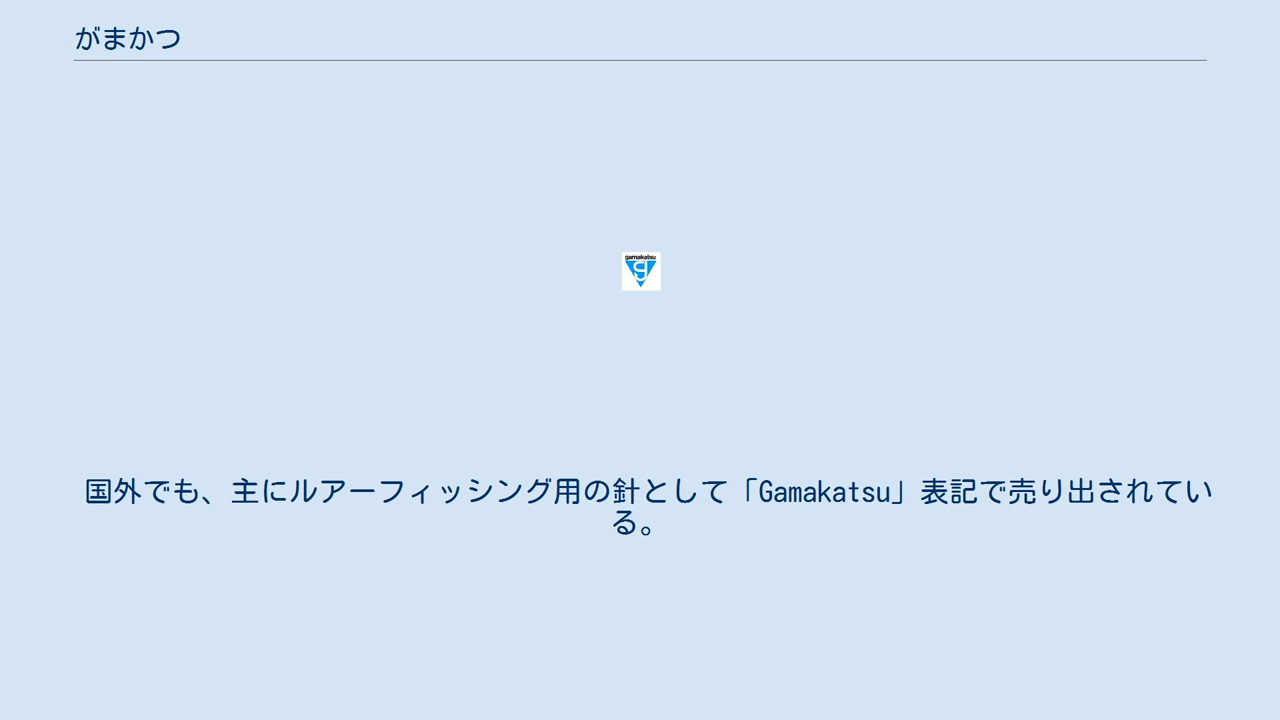 がまかつ
gamakatsu
g
国外でも、主にルアーフィッシング用の針として「Gamakatsu」表記で売り出されてい
る。